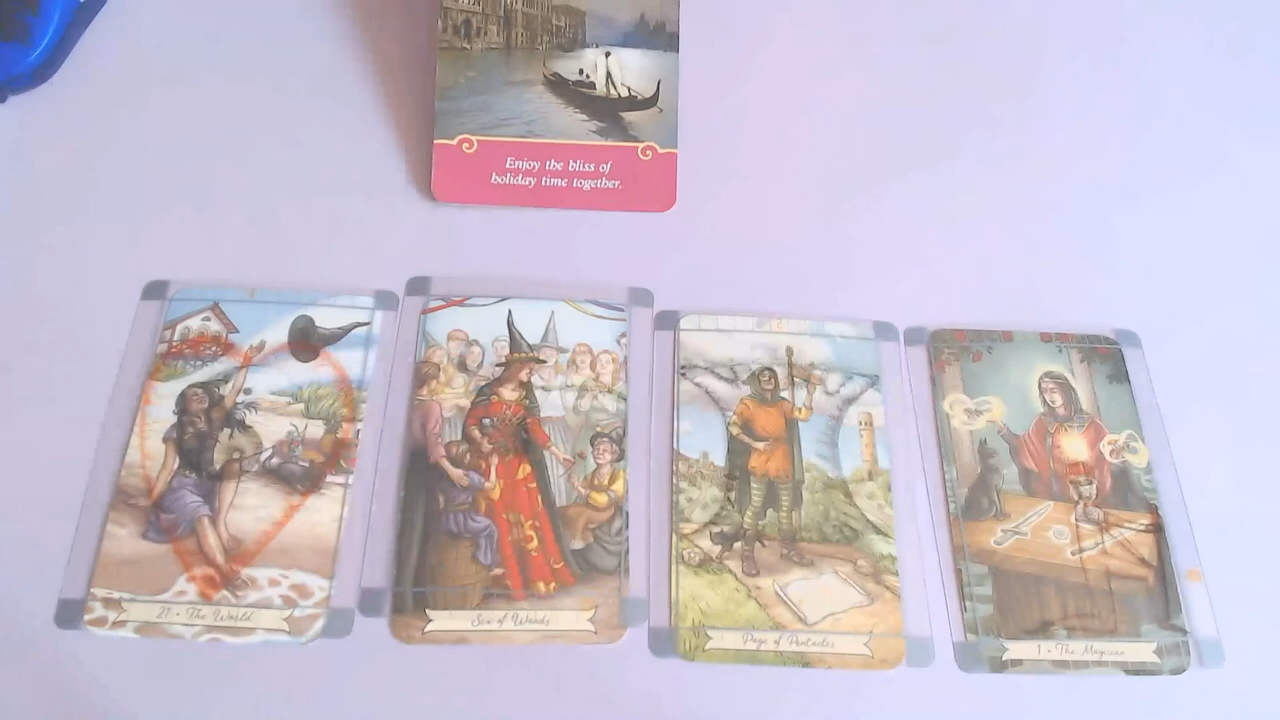 Enjoy the bliss of
holiday time together.
21 • The World
Six of Wands
Page of Pentacles
1 • The Magician